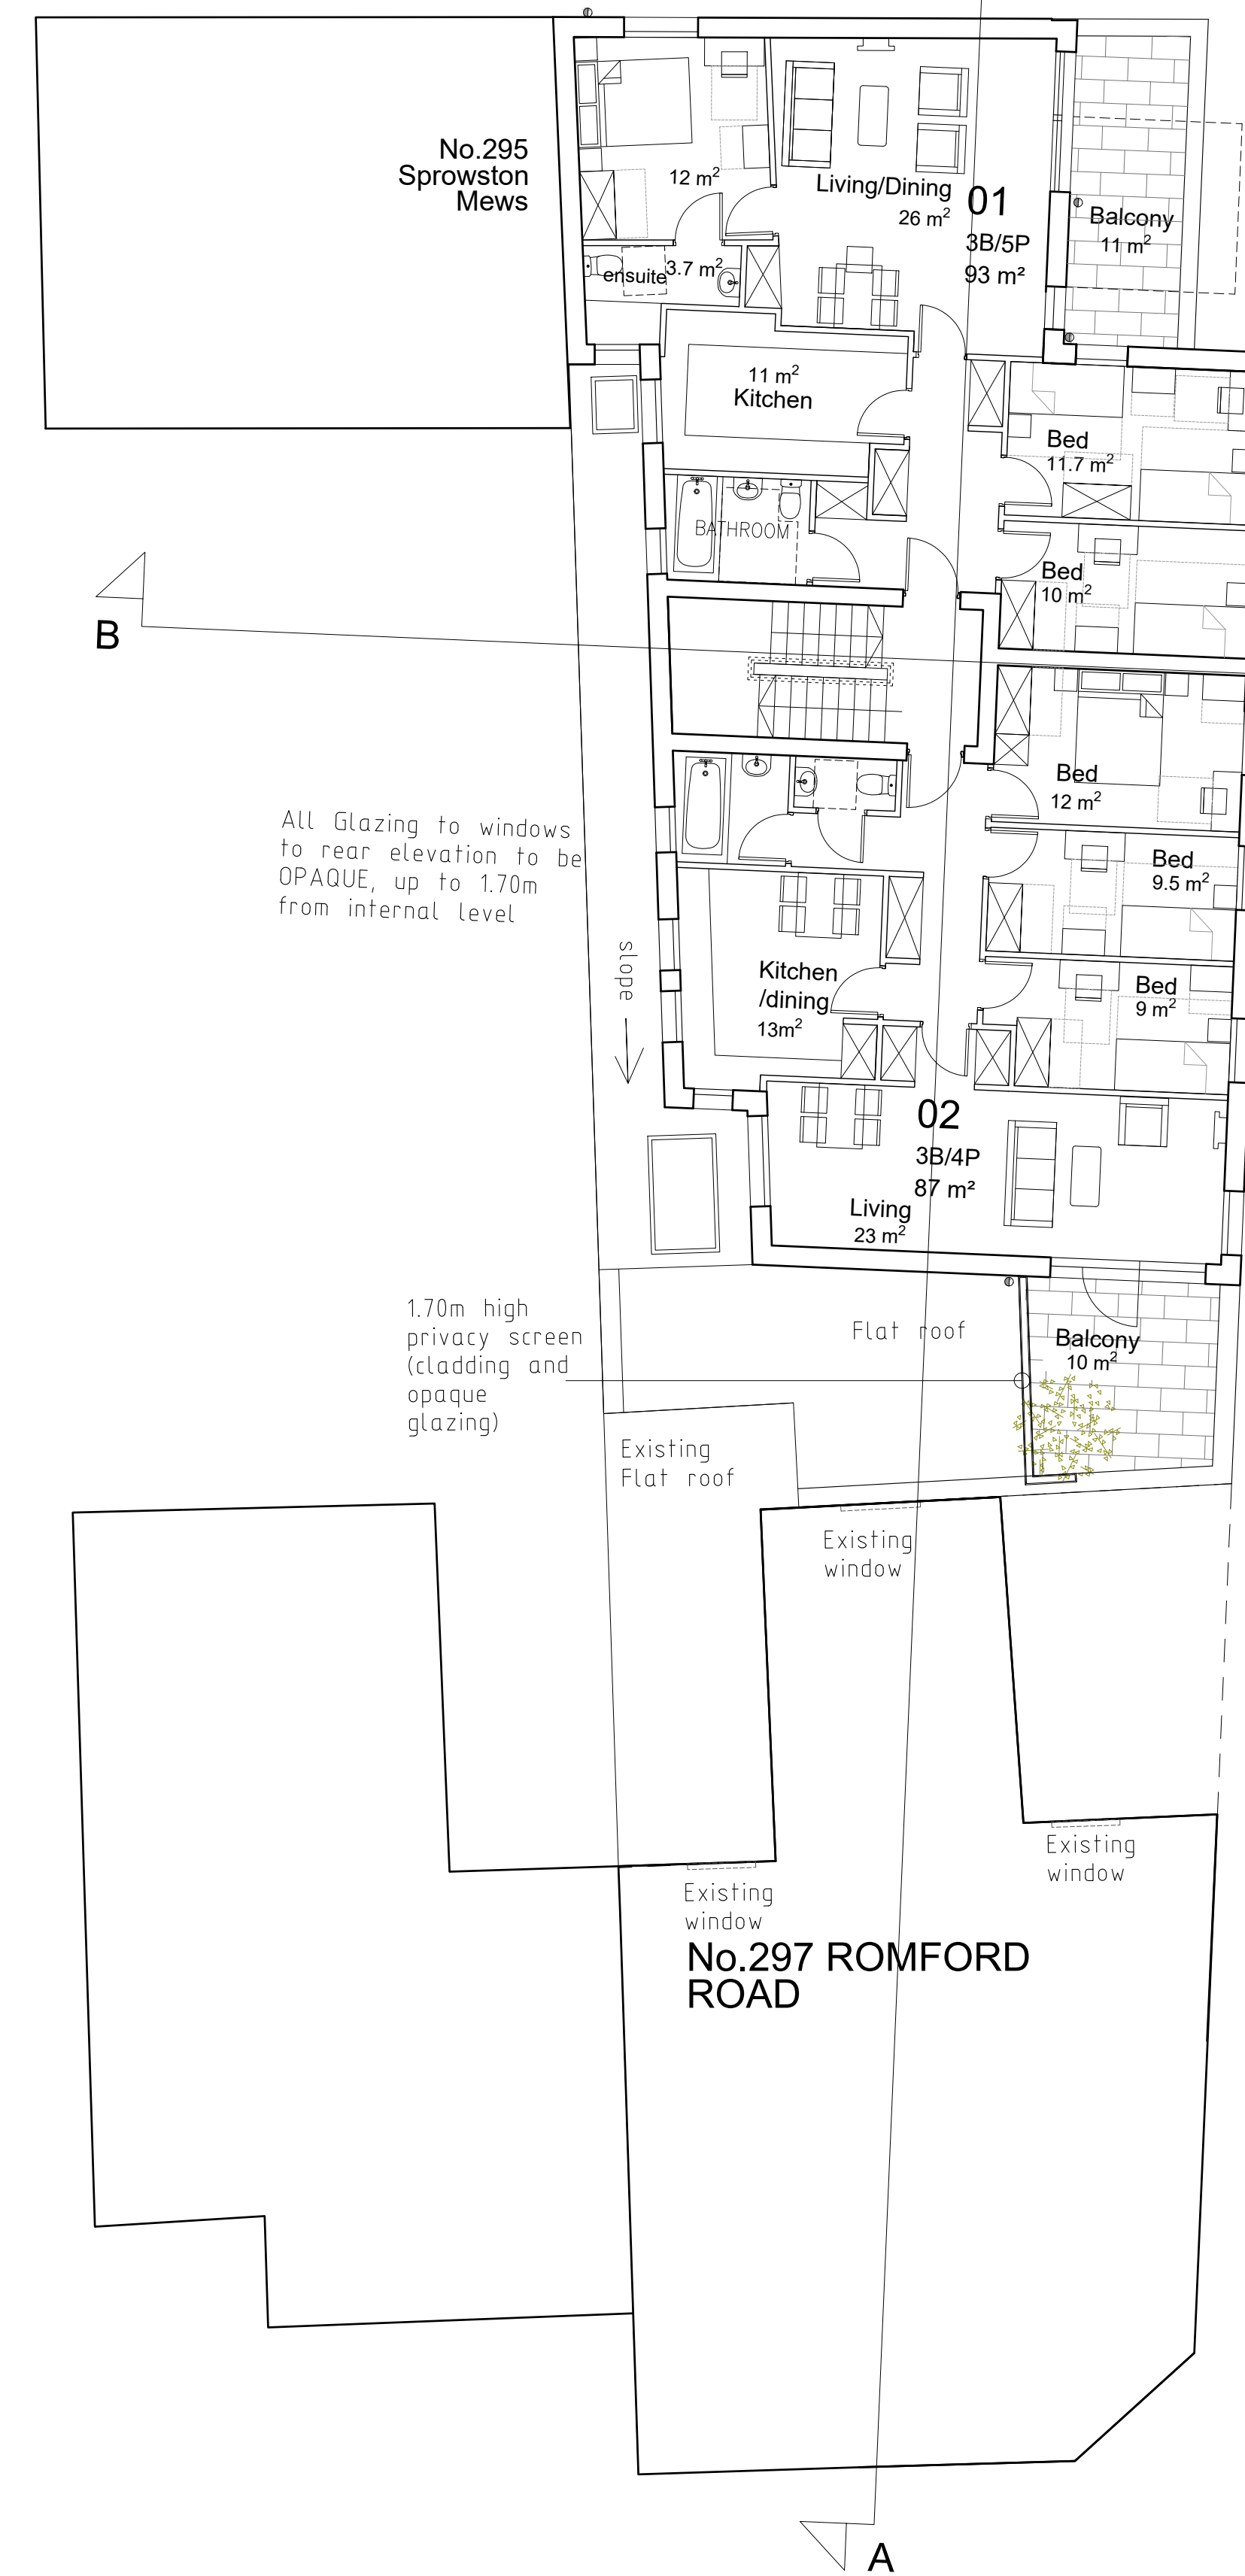 No.295
Sprowston
Mews
12 m²
Living/Dining
26 m²
01
3B/5P
93 m²
Balcony
11 m²
ensuite
3.7 m²
11 m²
Kitchen
Bed
11.7 m²
BATHROOM
Bed
10 m²
B
Bed
12 m²
All Glazing to windows
to rear elevation to be
OPAQUE, up to 1.70m
from internal level
Bed
9.5 m²
slope
Kitchen
/dining
13m²
Bed
9 m²
02
3B/4P
87 m²
Living
23 m²
1.70m high
privacy screen
(cladding and
opaque
glazing)
Flat roof
Balcony
10 m²
Existing
Flat roof
Existing
window
Existing
window
Existing
window
No.297 ROMFORD
ROAD
A